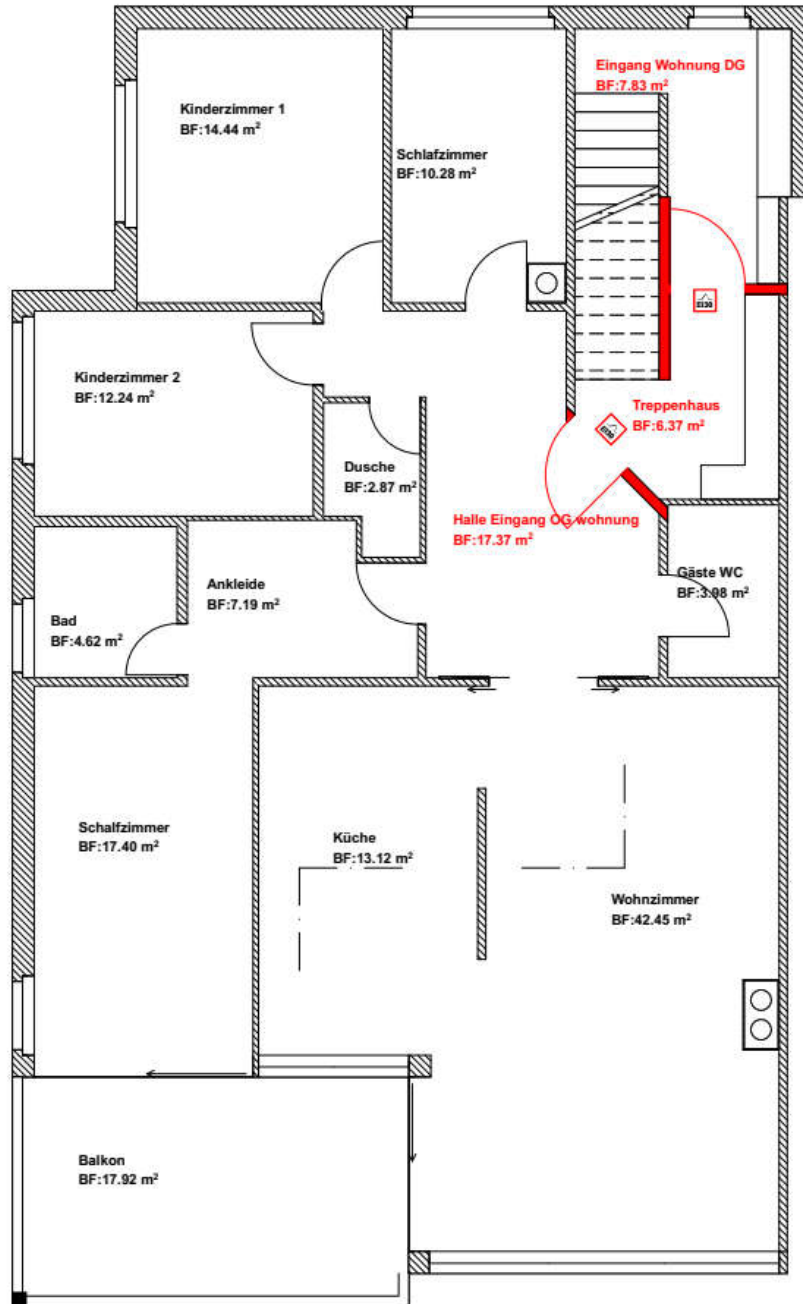 Eingang Wohnung DG
BF:7.83 m²
Kinderzimmer 1
BF:14.44 m²
Schlafzimmer
BF:10.28 m²
EI30
Kinderzimmer 2
BF:12.24 m²
Treppenhaus
BF:6.37 m²
EI30
Dusche
BF:2.87 m²
Halle Eingang OG wohnung
BF:17.37 m²
Gäste WC
BF:3.98 m²
Ankleide
BF:7.19 m²
Bad
BF:4.62 m²
Schalfzimmer
BF:17.40 m²
Küche
BF:13.12 m²
Wohnzimmer
BF:42.45 m²
Balkon
BF:17.92 m²